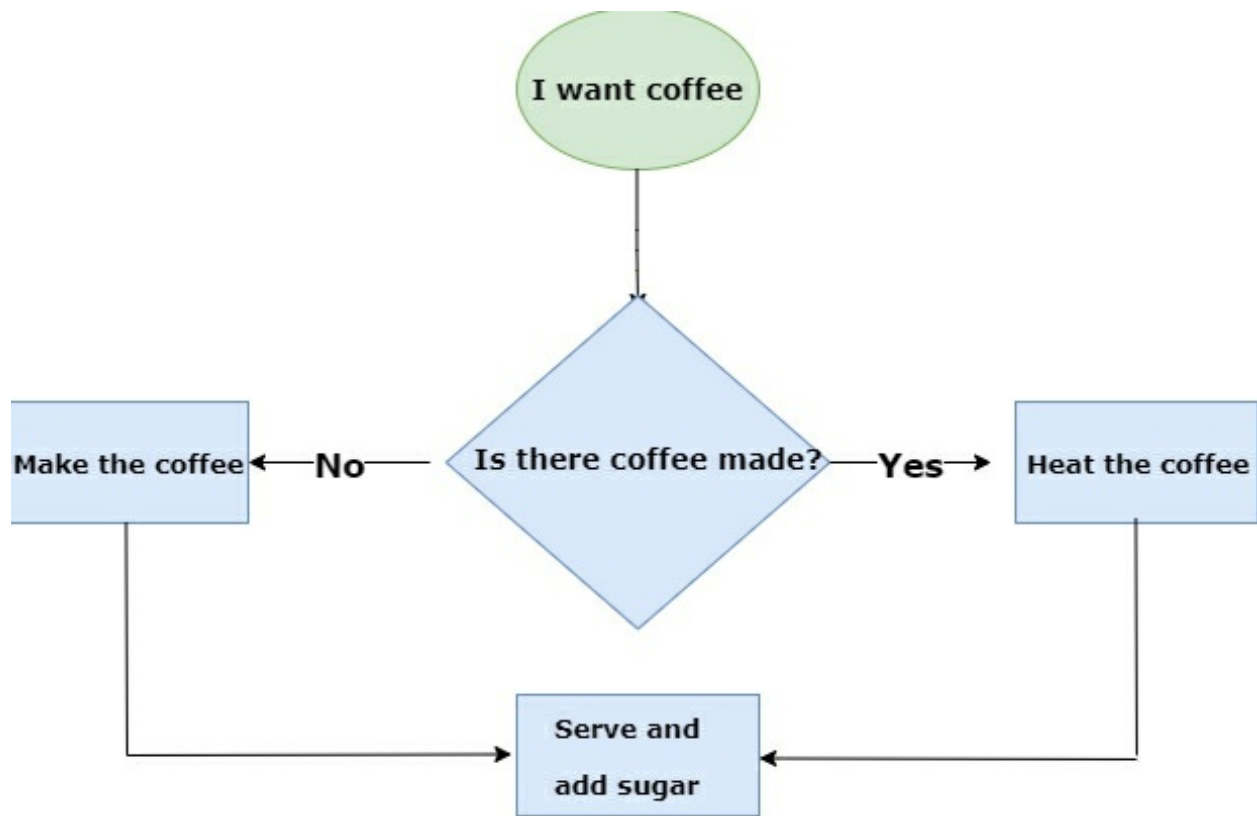 I want coffee
Is there coffee made?
No
Yes
Make the coffee
Heat the coffee
Serve and
add sugar